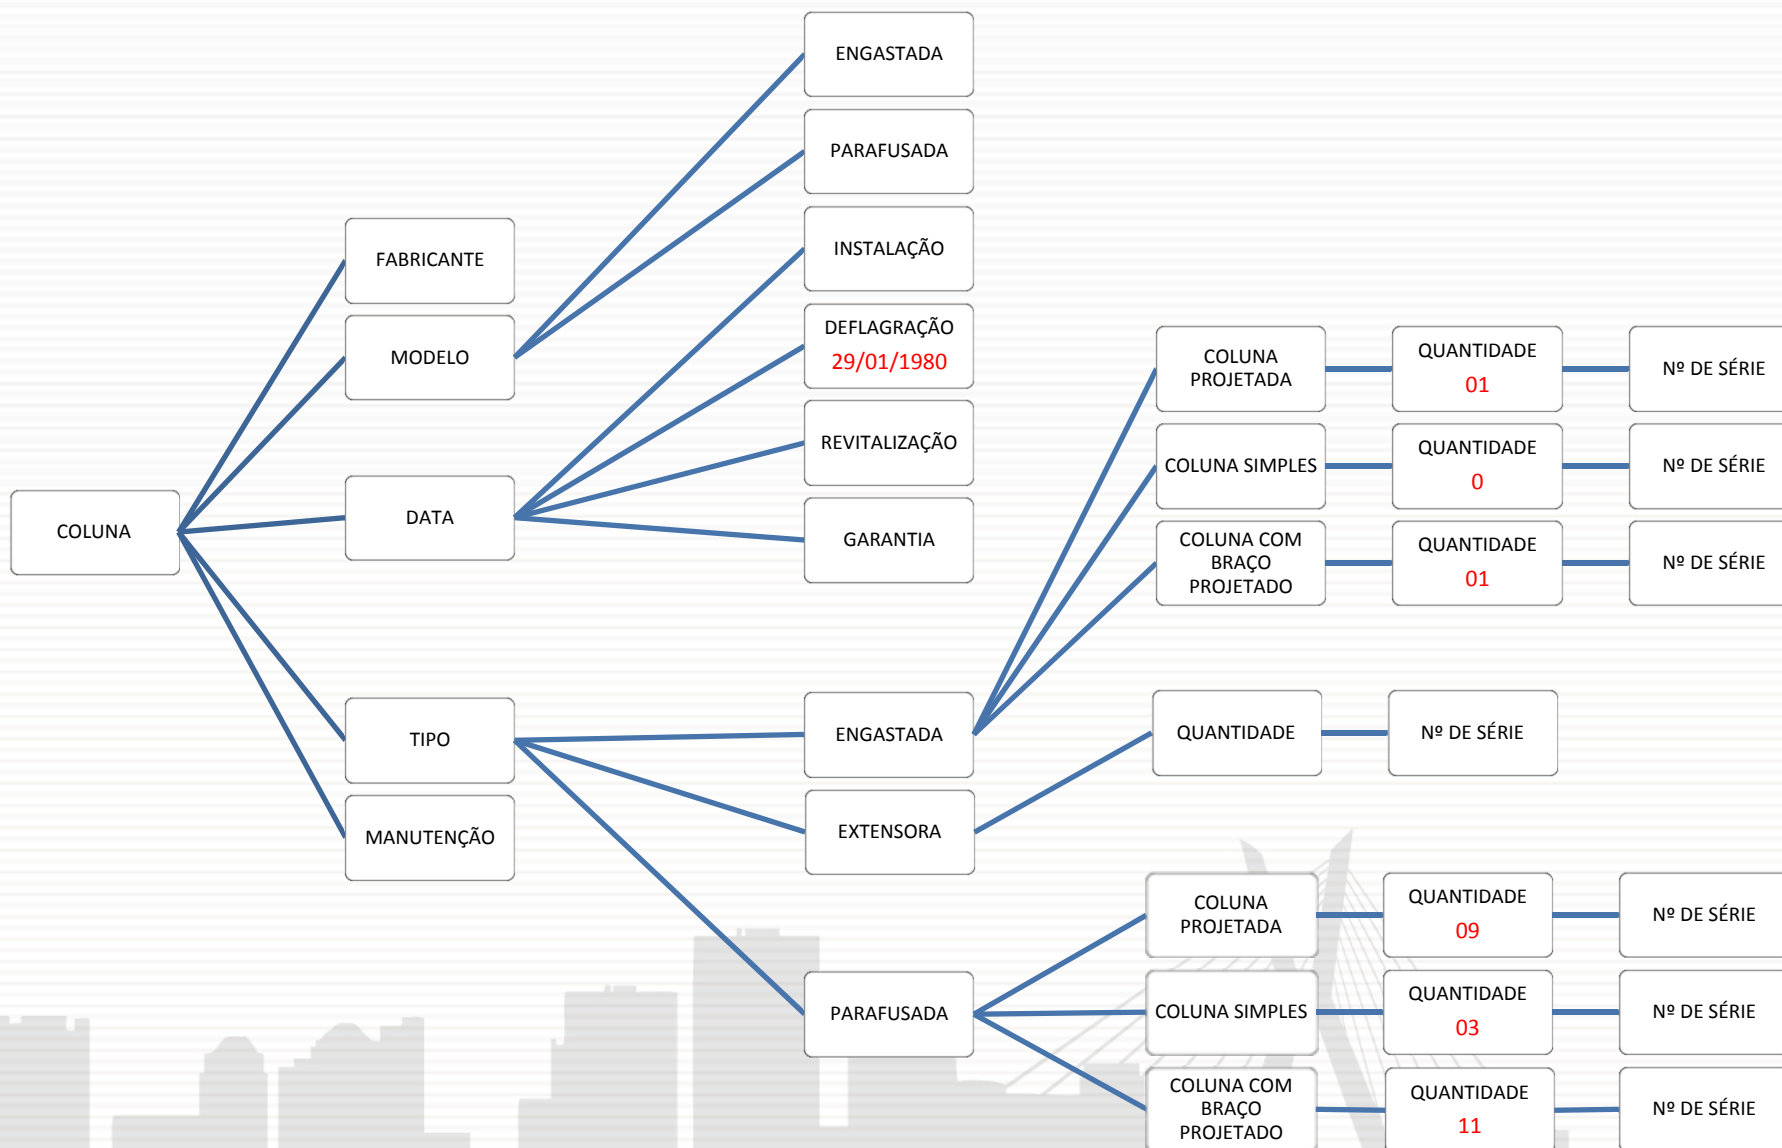 COLUNA
FABRICANTE
MODELO
DATA
TIPO
MANUTENÇÃO
ENGASTADA
PARAFUSADA
INSTALAÇÃO
DEFLAGRAÇÃO
29/01/1980
REVITALIZAÇÃO
GARANTIA
ENGASTADA
EXTENSORA
PARAFUSADA
COLUNA
PROJETADA
QUANTIDADE
01
Nº DE SÉRIE
COLUNA SIMPLES
QUANTIDADE
0
Nº DE SÉRIE
COLUNA COM
BRAÇO
PROJETADO
QUANTIDADE
01
Nº DE SÉRIE
QUANTIDADE
Nº DE SÉRIE
COLUNA
PROJETADA
QUANTIDADE
09
Nº DE SÉRIE
COLUNA SIMPLES
QUANTIDADE
03
Nº DE SÉRIE
COLUNA COM
BRAÇO
PROJETADO
QUANTIDADE
11
Nº DE SÉRIE